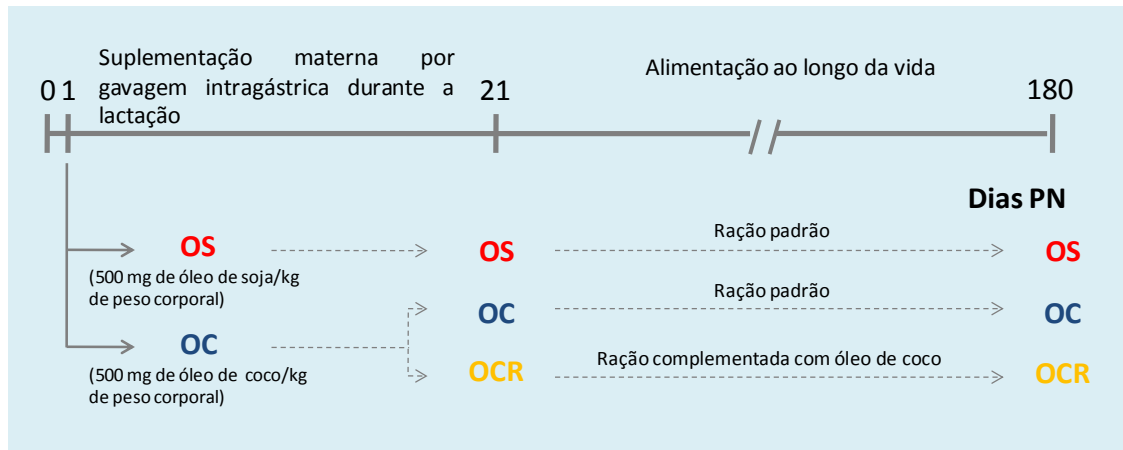 Suplementação materna por
gavagem intragástrica durante a
lactação
Alimentação ao longo da vida
0 1 21 180
Dias PN
OS OS Ração padrão OS
(500 mg de óleo de soja/kg
de peso corporal)
OC OC Ração padrão OC
(500 mg de óleo de coco/kg
de peso corporal)
OCR Ração complementada com óleo de coco OCR